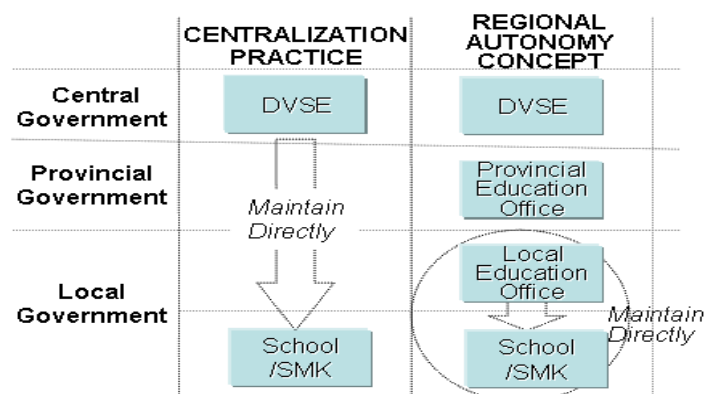 CENTRALIZATION
PRACTICE
REGIONAL
AUTONOMY
CONCEPT
Central
Government
DVSE
DVSE
Provincial
Government
Provincial
Education
Office
Maintain
Directly
Local
Government
Local
Education
Office
Maintain
Directly
School
/SMK
School
/SMK